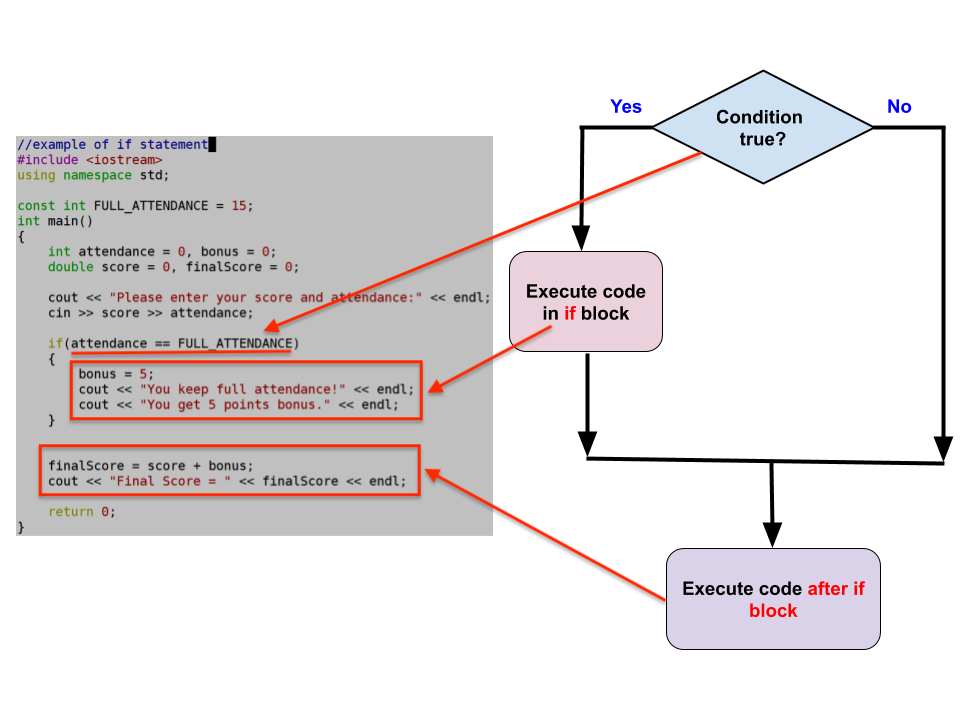 //example of if statement
#include <iostream>
using namespace std;

const int FULL_ATTENDANCE = 15;
int main()
{
    int attendance = 0, bonus = 0;
    double score = 0, finalScore = 0;

    cout << "Please enter your score and attendance:" << endl;
    cin >> score >> attendance;

    if(attendance == FULL_ATTENDANCE)
    {
        bonus = 5;
        cout << "You keep full attendance!" << endl;
        cout << "You get 5 points bonus." << endl;
    }

    finalScore = score + bonus;
    cout << "Final Score = " << finalScore << endl;

    return 0;
}
Yes
No
Condition
true?
Execute code
in if block
Execute code after if
block